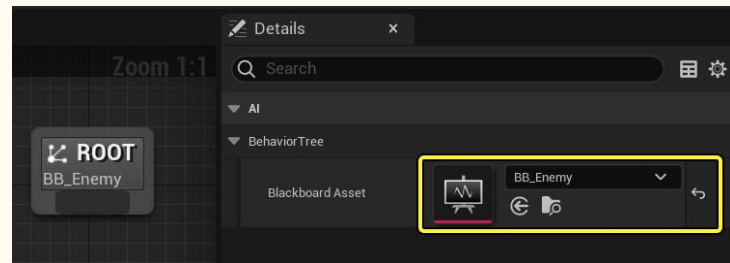 Details
Zoom 1:1
Search
AI
ROOT
BB_Enemy
BehaviorTree
Blackboard Asset
BB_Enemy